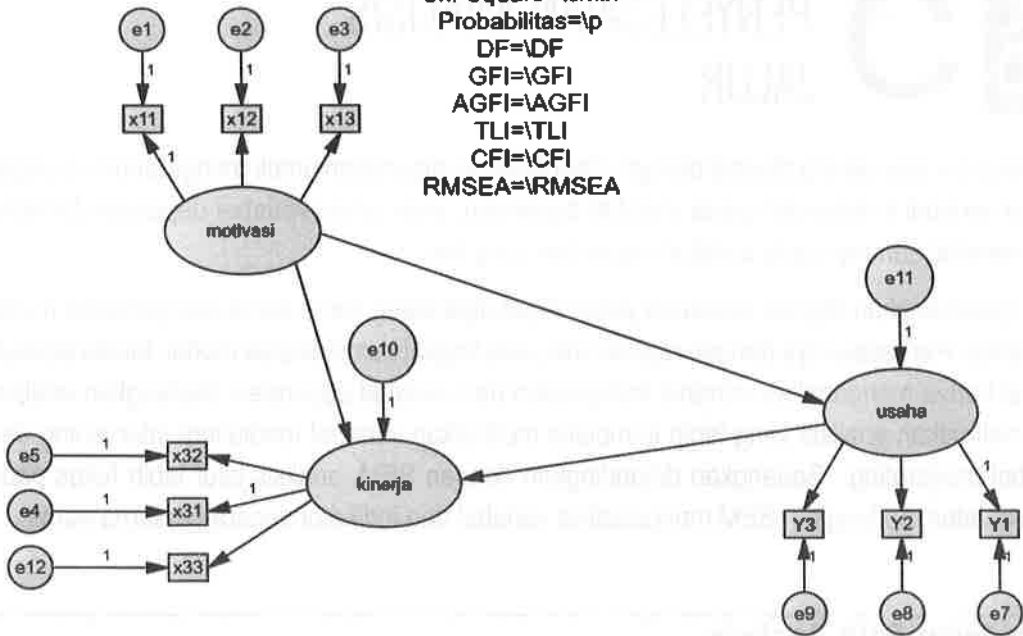 Probabilitas=\p
DF=\DF
GFI=\GFI
AGFI=\AGFI
TLI=\TLI
CFI=\CFI
RMSEA=\RMSEA
e1 e2 e3
1 1 1
x11 x12 x13
1
motivasi
e11
1
e10
1
usaha
e5 1 x32
kinerja
e4 1 x31 1
e12 1 x33
1
Y3 Y2 Y1
1 1 1
e9 e8 e7